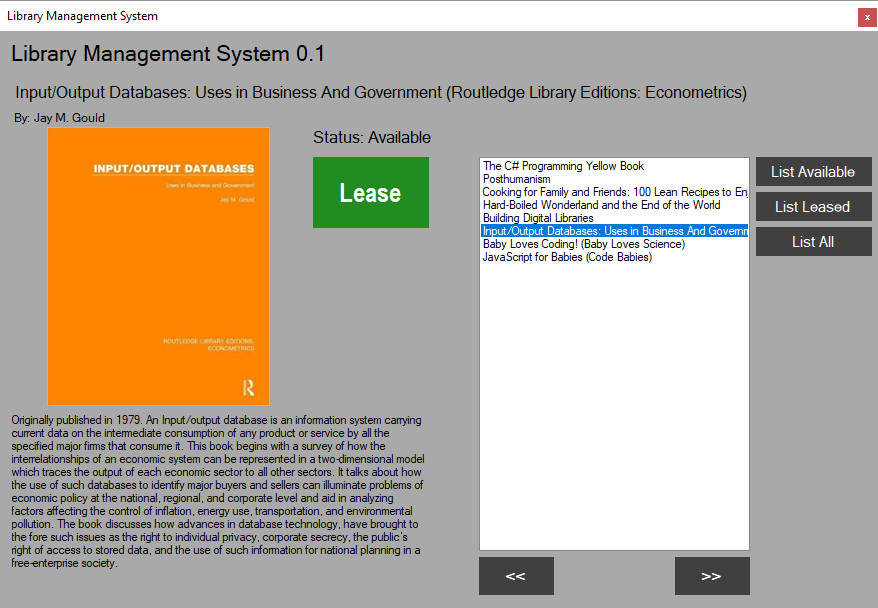 Library Management System
x
Library Management System 0.1
Input/Output Databases: Uses in Business And Government (Routledge Library Editions: Econometrics)
By: Jay M. Gould
INPUT/OUTPUT DATABASES
Uses in Business and Government
Jay M. Gould
ROUTLEDGE LIBRARY EDITIONS:
ECONOMETRICS
R
Status: Available
Lease
The C# Programming Yellow Book
Posthumanism
Cooking for Family and Friends: 100 Lean Recipes to Enj
Hard-Boiled Wonderland and the End of the World
Building Digital Libraries
Input/Output Databases: Uses in Business And Governm
Baby Loves Coding! (Baby Loves Science)
JavaScript for Babies (Code Babies)
List Available
List Leased
List All
Originally published in 1979. An Input/output database is an information system carrying
current data on the intermediate consumption of any product or service by all the
specified major firms that consume it. This book begins with a survey of how the
interrelationships of an economic system can be represented in a two-dimensional model
which traces the output of each economic sector to all other sectors. It talks about how
the use of such databases to identify major buyers and sellers can illuminate problems of
economic policy at the national, regional, and corporate level and aid in analyzing
factors affecting the control of inflation, energy use, transportation, and environmental
pollution. The book discusses how advances in database technology, have brought to
the fore such issues as the right to individual privacy, corporate secrecy, the public's
right of access to stored data, and the use of such information for national planning in a
free-enterprise society.
<<
>>